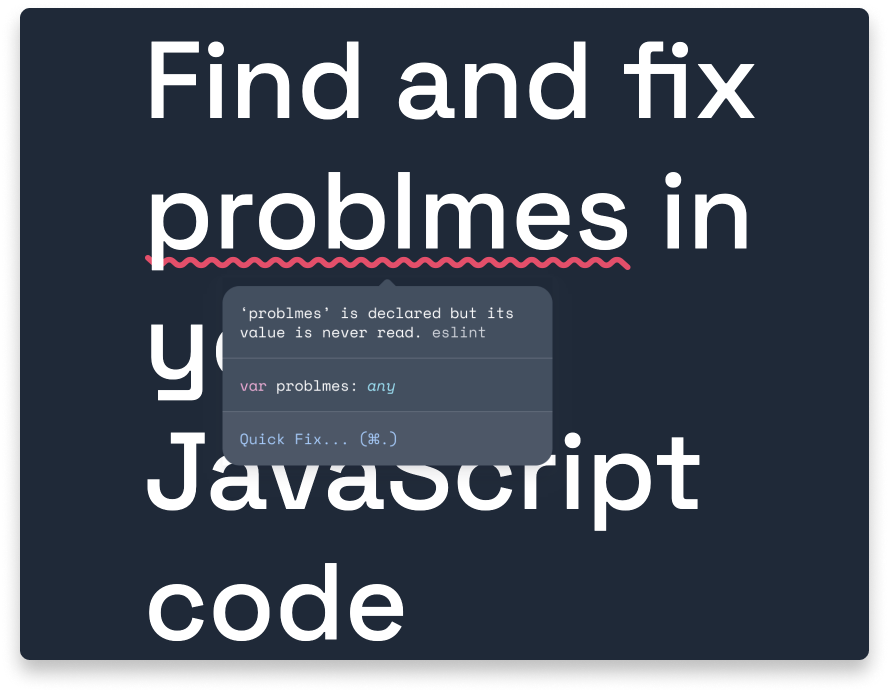 Find and fix
problmes in
‘problmes’ is declared but its
value is never read. eslint
var problmes: any
Quick Fix... (⌘.)
JavaScript
code